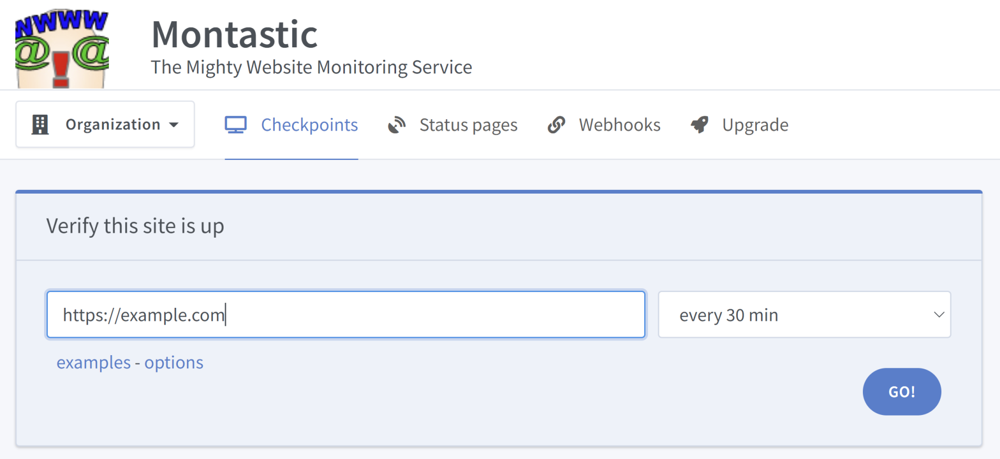 WWWW
@!@
Montastic
The Mighty Website Monitoring Service
Organization
Checkpoints
Status pages
Webhooks
Upgrade
Verify this site is up
https://example.com
every 30 min
examples - options
GO!